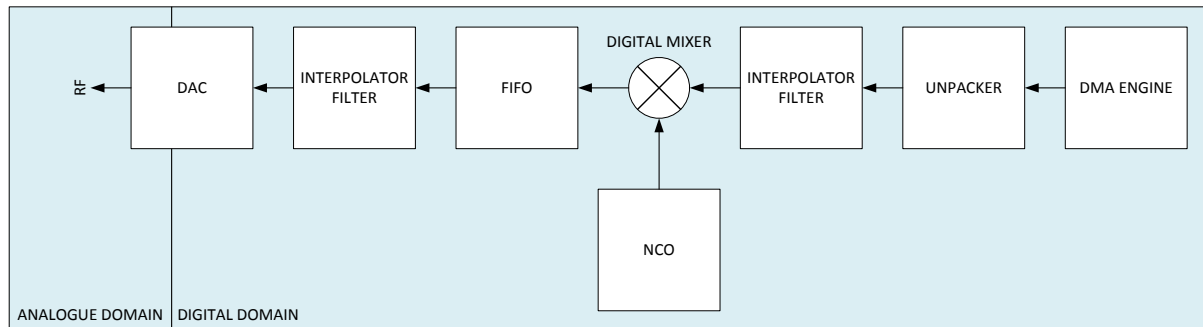 DIGITAL MIXER
RF
DAC
INTERPOLATOR
FILTER
FIFO
INTERPOLATOR
FILTER
UNPACKER
DMA ENGINE
NCO
ANALOGUE DOMAIN
DIGITAL DOMAIN